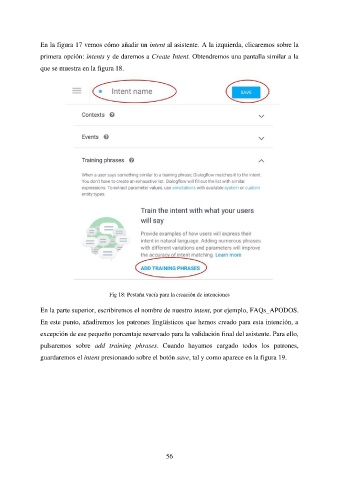 En la figura 17 vemos cómo añadir un intent al asistente. A la izquierda, clicaremos sobre la
primera opción: intents y de daremos a Create Intent. Obtendremos una pantalla similar a la
que se muestra en la figura 18.
Intent name
SAVE
Contexts
Events
Training phrases
When a user says something similar to a training phrase, Dialogflow matches it to the intent.
You don't have to create an exhaustive list. Dialogflow will fill out the list with similar
expressions. To extract parameter values, use annotations with available system or custom
entity types.
Train the intent with what your users
will say
Provide examples of how users will express their
intent in natural language. Adding numerous phrases
with different variations and parameters will improve
the accuracy of intent matching. Learn more
ADD TRAINING PHRASES
Fig 18: Pestaña vacía para la creación de intenciones
En la parte superior, escribiremos el nombre de nuestro intent, por ejemplo, FAQs_APODOS.
En este punto, añadiremos los patrones lingüísticos que hemos creado para esta intención, a
excepción de ese pequeño porcentaje reservado para la validación final del asistente. Para ello,
pulsaremos sobre add training phrases. Cuando hayamos cargado todos los patrones,
guardaremos el intent presionando sobre el botón save, tal y como aparece en la figura 19.
56